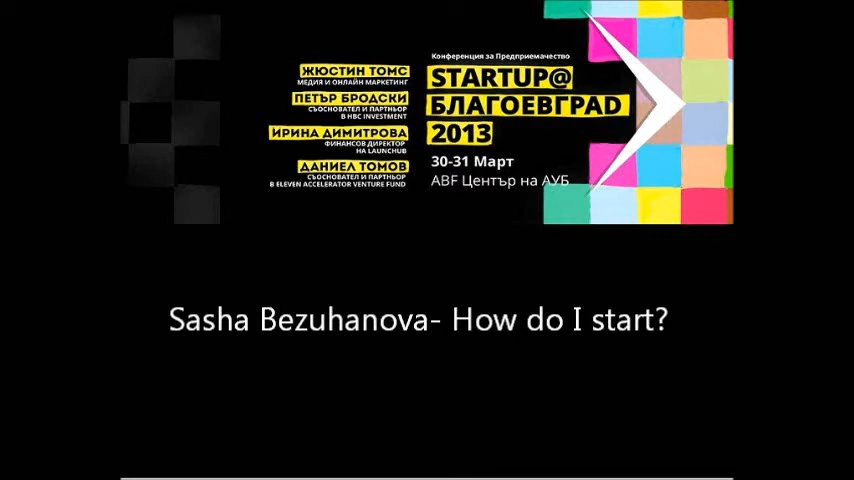 ЖЮСТИН ТОМС
МЕДИЯ И ОНЛАЙН МАРКЕТИНГ
ПЕТЪР БРОДСКИ
СЪОСНОВАТЕЛ И ПАРТНЬОР
В HBC INVESTMENT
ИРИНА ДИМИТРОВА
ФИНАНСОВ ДИРЕКТОР
НА LAUNCHUB
ДАНИЕЛ ТОМОВ
СЪОСНОВАТЕЛ И ПАРТНЬОР
В ELEVEN ACCELERATOR VENTURE FUND
Конференция за Предприемачество
STARTUP@
БЛАГОЕВГРАD
2013
30-31 Март
ABF Център на АУБ
Sasha Bezuhanova- How do I start?